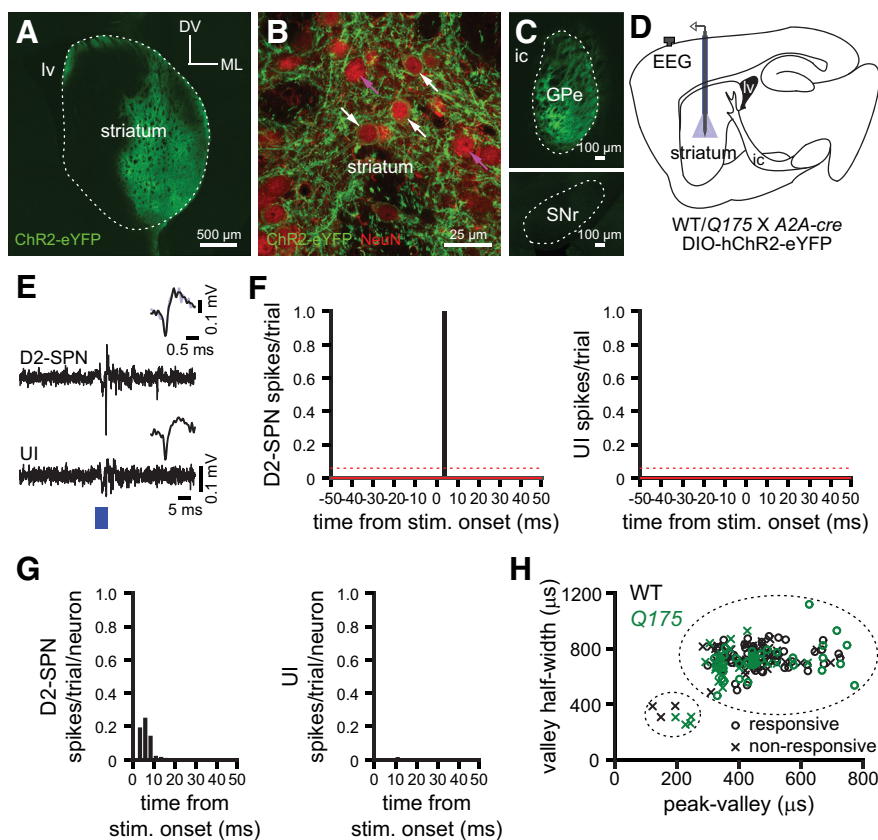 A
DV
ML
lv
striatum
ChR2-eYFP
500 µm
B
striatum
ChR2-eYFP NeuN
25 µm
C
ic
GPe
100 µm
SNr
100 µm
D
EEG
lv
striatum
ic
WT/Q175 X A2A-cre
DIO-hChR2-eYFP
E
0.1 mV
0.5 ms
D2-SPN
UI
0.1 mV
5 ms
F
D2-SPN spikes/trial
1.0
0.8
0.6
0.4
0.2
0
-50 -40 -30 -20 -10 0 10 20 30 40 50
time from stim. onset (ms)
UI spikes/trial
1.0
0.8
0.6
0.4
0.2
0
-50 -40 -30 -20 -10 0 10 20 30 40 50
time from stim. onset (ms)
G
D2-SPN
spikes/trial/neuron
1.0
0.8
0.6
0.4
0.2
0
0 10 20 30 40 50
time from
stim. onset (ms)
UI
spikes/trial/neuron
1.0
0.8
0.6
0.4
0.2
0
0 10 20 30 40 50
time from
stim. onset (ms)
H
valley half-width (µs)
1200
800
400
0
WT
Q175
responsive
non-responsive
0 200 400 600 800
peak-valley (µs)